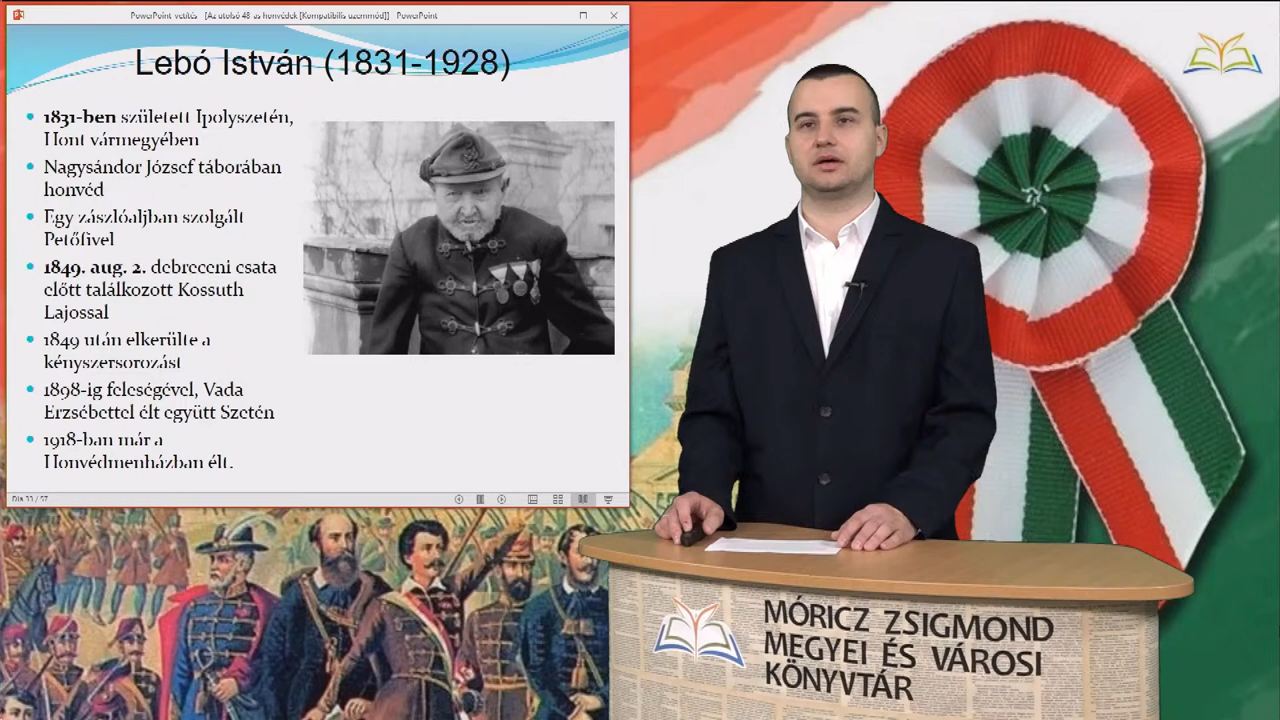 PowerPoint-vetítés - [Az utolsó 48-as honvédek [Kompatibilis üzemmód]] - PowerPoint
Lebó István (1831-1928)
1831-ben született Ipolyszetén,
Hont vármegyében
Nagysándor József táborában
honvéd
Egy zászlóaljban szolgált
Petőfivel
1849. aug. 2. debreceni csata
előtt találkozott Kossuth
Lajossal
1849 után elkerülte a
kényszersorozást
1898-ig feleségével, Vada
Erzsébettel élt együtt Szetén
1918-ban már a
Honvédmenházban élt.
Dia 33 / 57
MÓRICZ ZSIGMOND
MEGYEI ÉS VÁROSI
KÖNYVTÁR